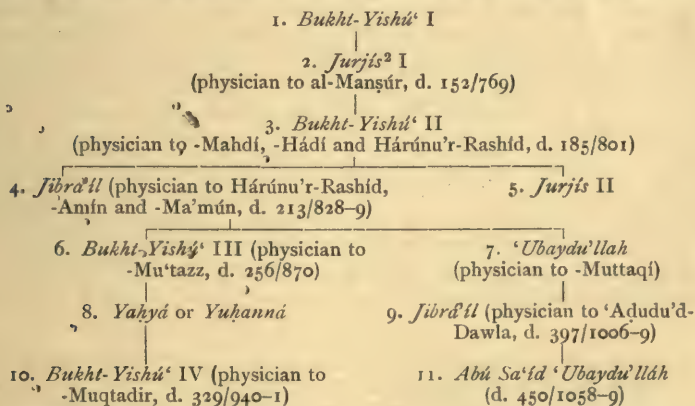 1. Bukht-Yishú‘ I
2. Jurjís² I
(physician to al-Manṣúr, d. 152/769)
3. Bukht-Yishú‘ II
(physician to -Mahdí, -Hádí and Hárúnu’r-Rashíd, d. 185/801)
4. Jibrá’íl (physician to Hárúnu’r-Rashíd, 5. Jurjís II
-Amín and -Ma’mún, d. 213/828–9)
6. Bukht-Yishú‘ III (physician to 7. ‘Ubaydu’llah
-Mu‘tazz, d. 256/870) (physician to -Muttaqí)
8. Yaḥyá or Yuḥanná 9. Jibrá’íl (physician to ‘Aḍudu’d-
Dawla, d. 397/1006–9)
10. Bukht-Yishú‘ IV (physician to 11. Abú Sa‘íd ‘Ubaydu’lláh
-Muqtadir, d. 329/940–1) (d. 450/1058–9)